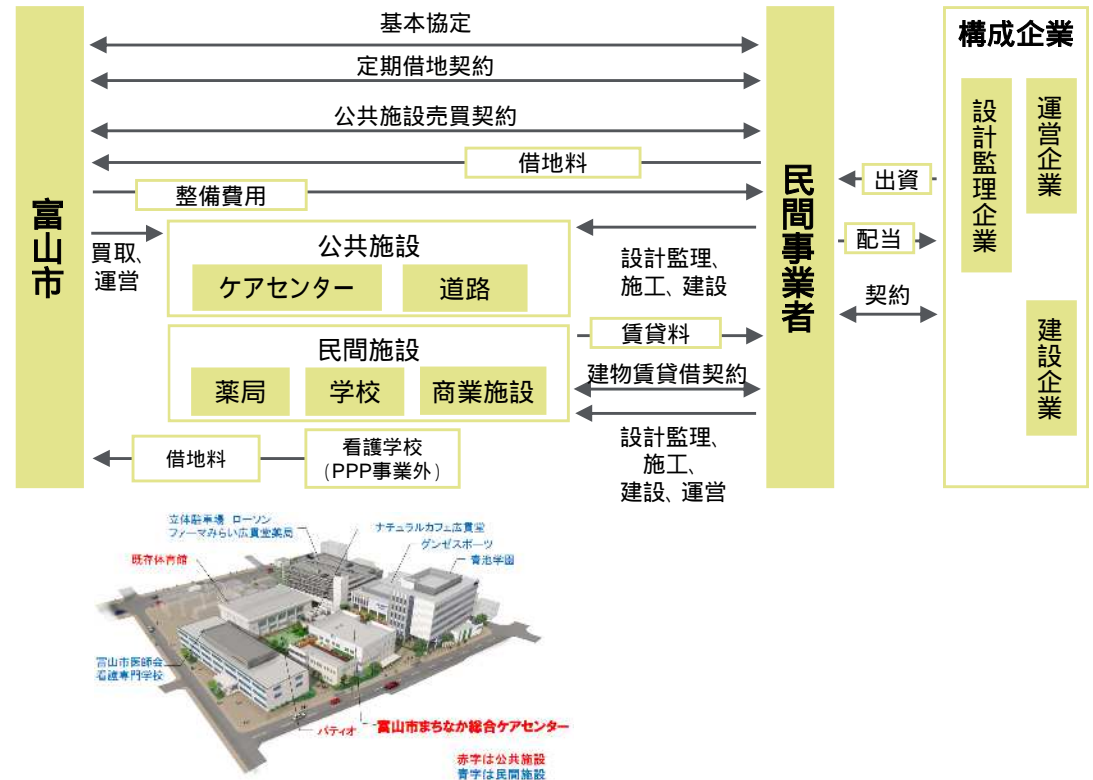 基本協定
定期借地契約
公共施設売買契約
借地料
整備費用
富山市
買取、
運営
公共施設
ケアセンター
道路
設計監理、
施工、建設
民間施設
薬局
学校
商業施設
賃貸料
建物賃貸借契約
設計監理、
施工、
建設、運営
借地料
看護学校
(PPP事業外)
民間事業者
出資
配当
契約
構成企業
設計監理企業
運営企業
建設企業
立体駐車場 ローソン
ファーマみらい広貫堂薬局
ナチュラルカフェ広貫堂
グンゼスポーツ
青池学園
既存体育館
富山市医師会
看護専門学校
パティオ
富山市まちなか総合ケアセンター
赤字は公共施設
青字は民間施設